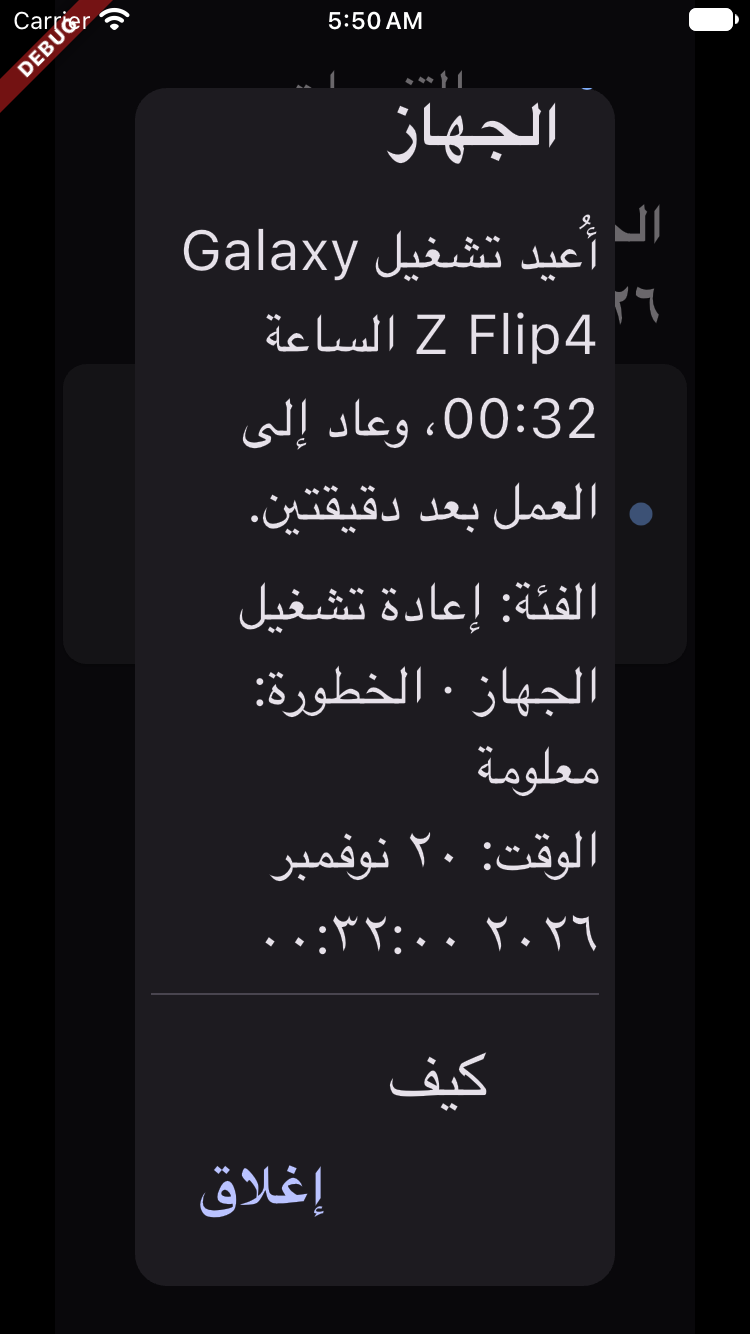 Carrier 5:50 AM
DEBUG
الجهاز
أُعيد تشغيل Galaxy
Z Flip4 الساعة
00:32، وعاد إلى
العمل بعد دقيقتين.
الفئة: إعادة تشغيل
الجهاز · الخطورة:
معلومة
الوقت: ٢٠ نوفمبر
٢٠٢٦ ٠٠:٣٢:٠٠
كيف
إغلاق